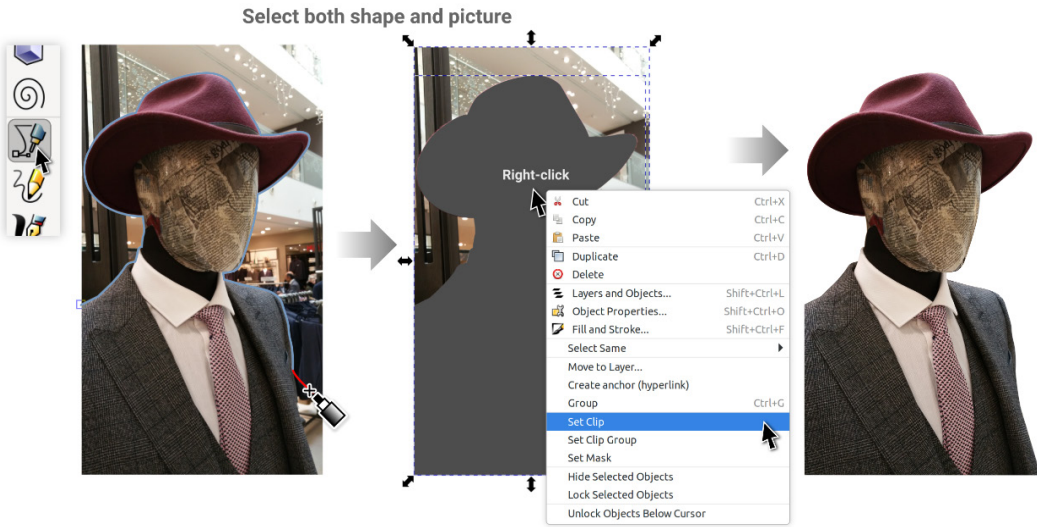 Select both shape and picture
Right-click
Cut Ctrl+X
Copy Ctrl+C
Paste Ctrl+V
Duplicate Ctrl+D
Delete
Layers and Objects... Shift+Ctrl+L
Object Properties... Shift+Ctrl+O
Fill and Stroke... Shift+Ctrl+F
Select Same
Move to Layer...
Create anchor (hyperlink)
Group Ctrl+G
Set Clip
Set Clip Group
Set Mask
Hide Selected Objects
Lock Selected Objects
Unlock Objects Below Cursor